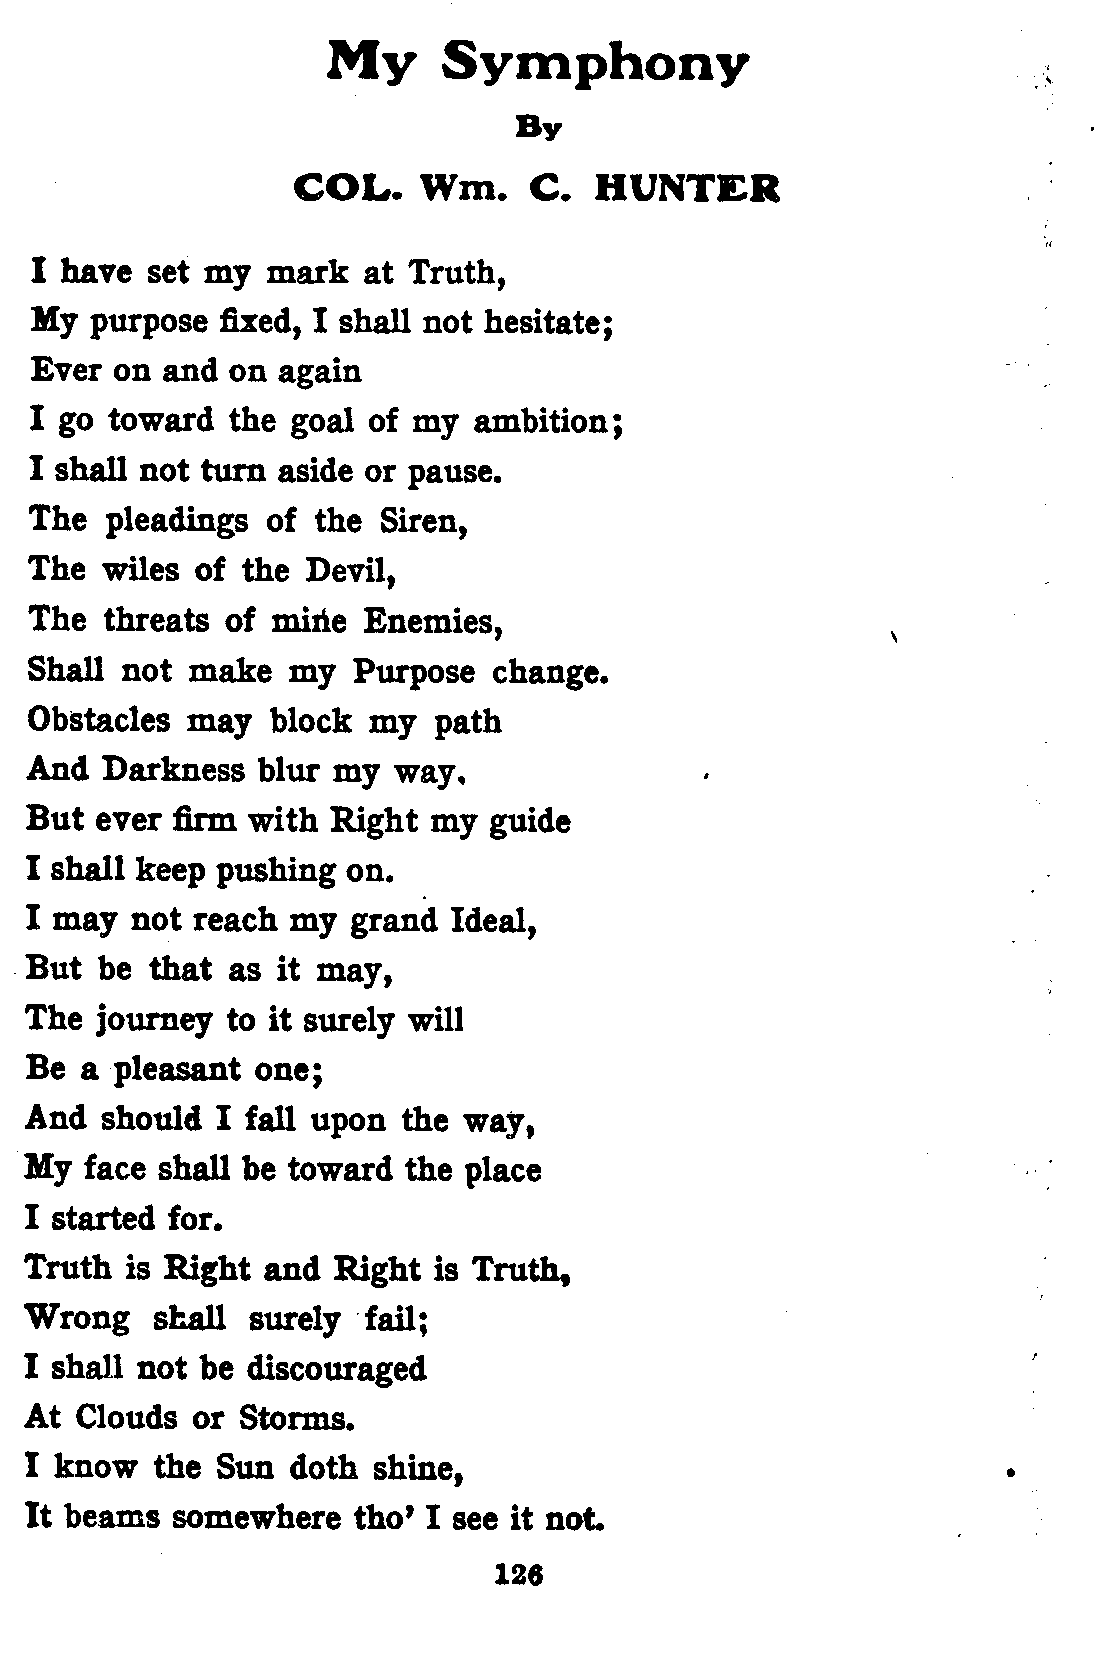 My Symphony
By
COL. Wm. C. HUNTER
I have set my mark at Truth,
My purpose fixed, I shall not hesitate;
Ever on and on again
I go toward the goal of my ambition;
I shall not turn aside or pause.
The pleadings of the Siren,
The wiles of the Devil,
The threats of mine Enemies,
Shall not make my Purpose change.
Obstacles may block my path
And Darkness blur my way.
But ever firm with Right my guide
I shall keep pushing on.
I may not reach my grand Ideal,
But be that as it may,
The journey to it surely will
Be a pleasant one;
And should I fall upon the way,
My face shall be toward the place
I started for.
Truth is Right and Right is Truth,
Wrong shall surely fail;
I shall not be discouraged
At Clouds or Storms.
I know the Sun doth shine,
It beams somewhere tho' I see it not.
126